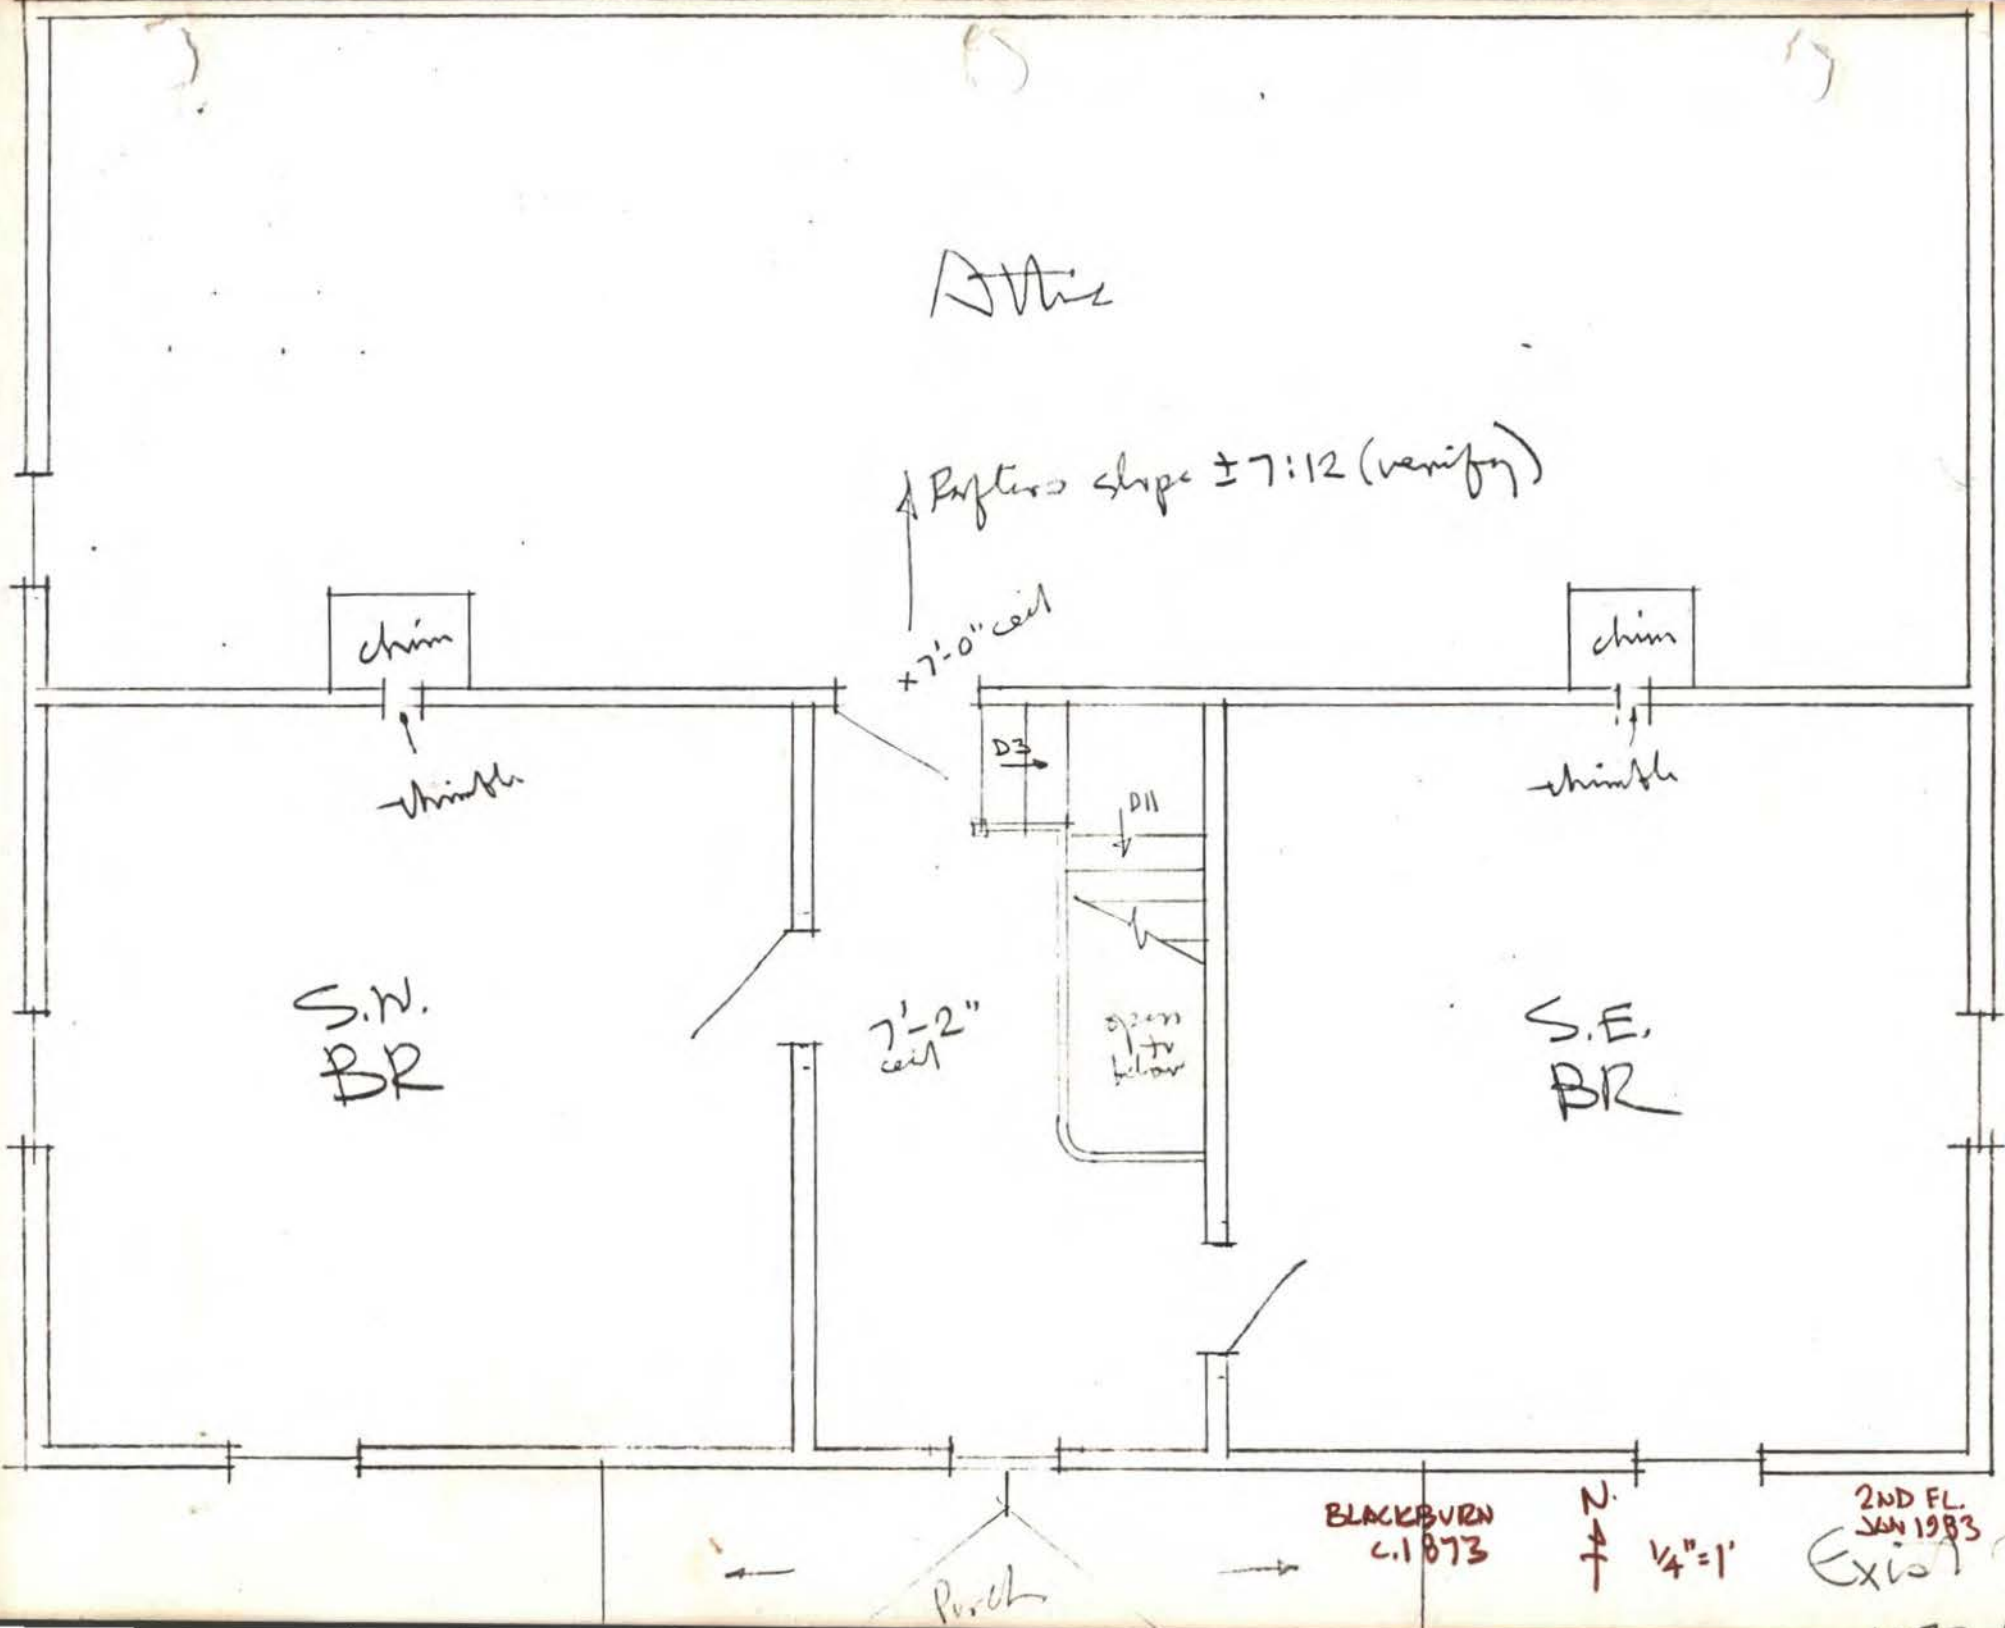 Attic
Rafters slope ±7:12 (verify)
+7'-0" ceil
chim
chim
thimble
thimble
D3
D11
S.W.
BR
7'-2"
ceil
open
to
below
S.E.
BR
BLACKBURN
C.1873
N.
1/4"=1'
2ND FL.
JAN 1983
Exist
Porch